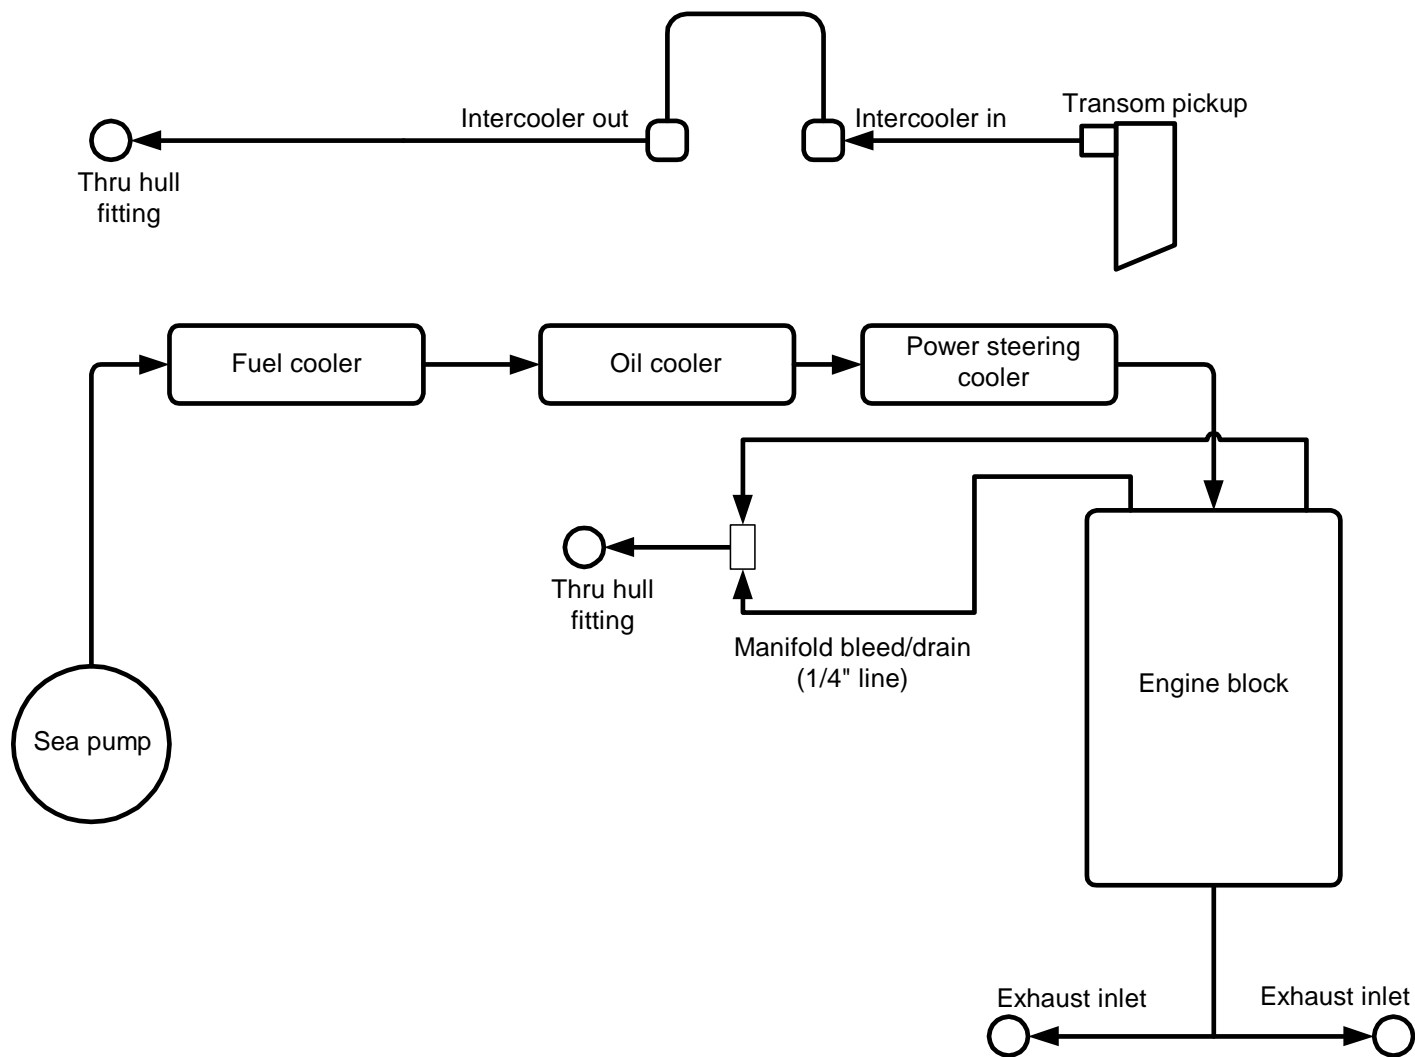 Transom pickup
Intercooler out
Intercooler in
Thru hull
fitting
Fuel cooler
Oil cooler
Power steering
cooler
Thru hull
fitting
Manifold bleed/drain
(1/4" line)
Engine block
Sea pump
Exhaust inlet
Exhaust inlet